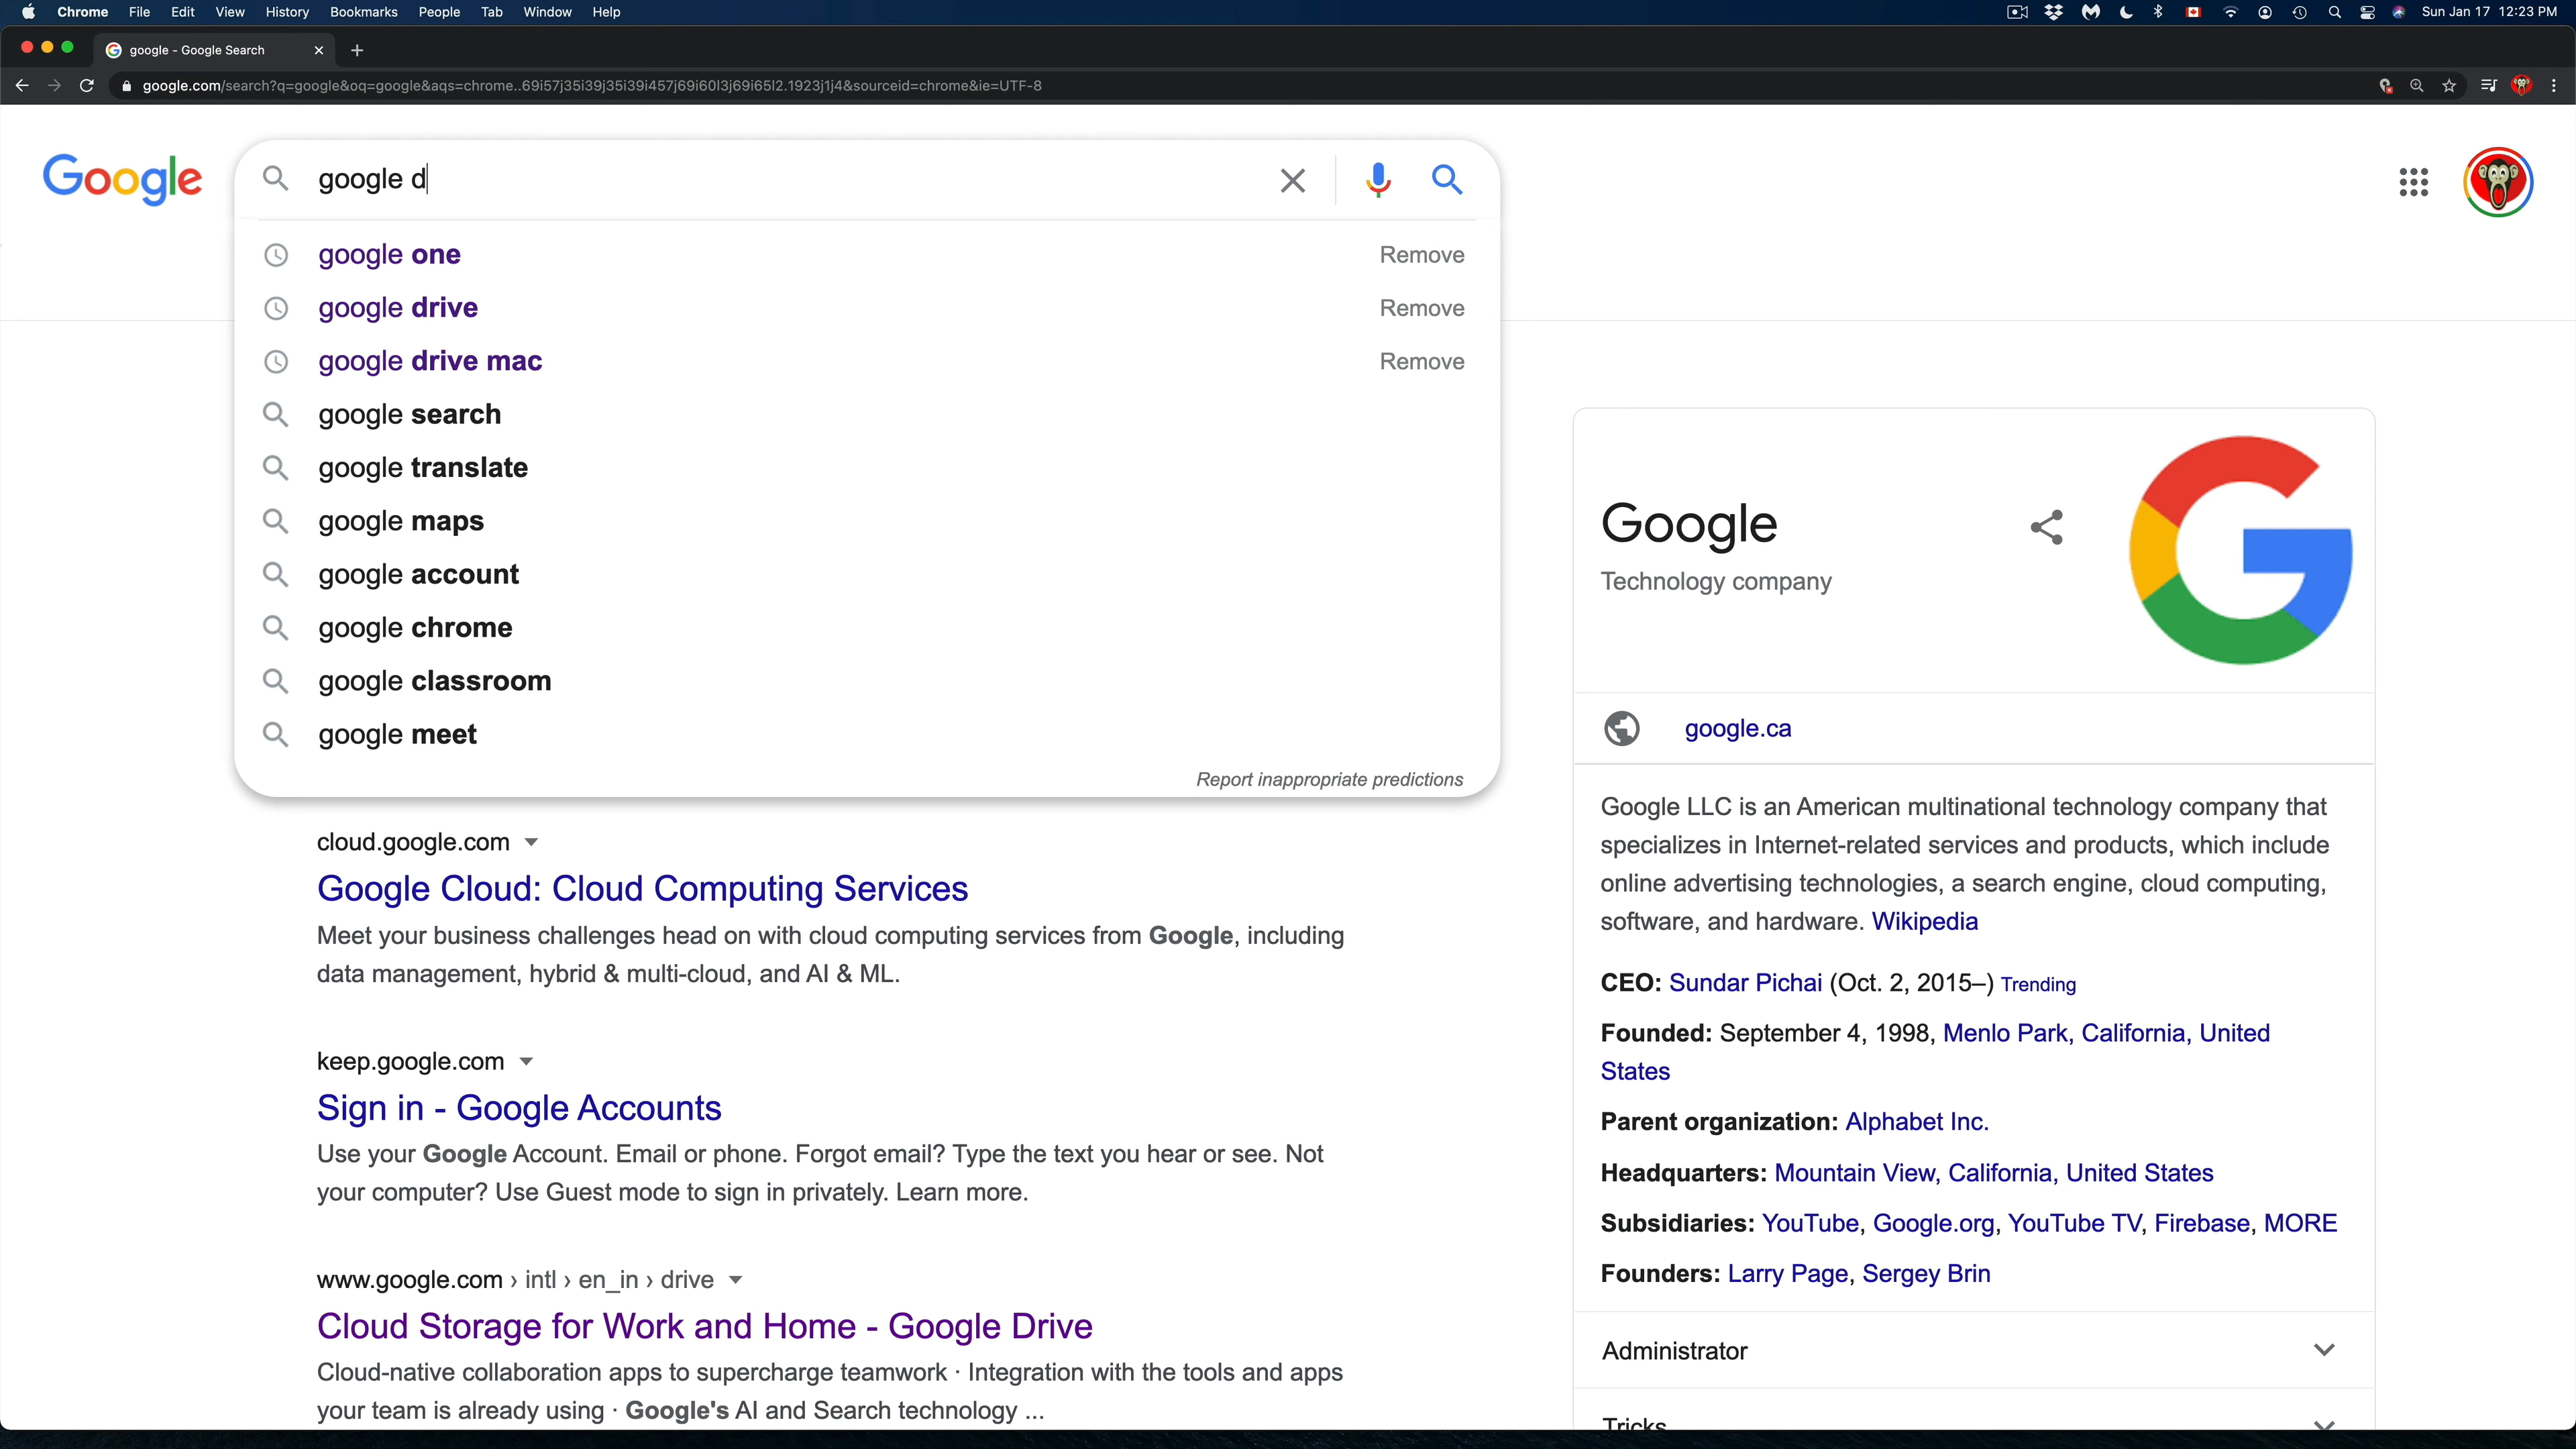 Chrome File Edit View History Bookmarks People Tab Window Help Sun Jan 17 12:23 PM
google - Google Search
google.com/search?q=google&oq=google&aqs=chrome..69i57j35i39j35i39i457j69i60l3j69i65l2.1923j1j4&sourceid=chrome&ie=UTF-8
Google google d
google one Remove
google drive Remove
google drive mac Remove
google search
google translate
google maps
google account
google chrome
google classroom
google meet
Report inappropriate predictions
cloud.google.com
Google Cloud: Cloud Computing Services
Meet your business challenges head on with cloud computing services from Google, including
data management, hybrid & multi-cloud, and AI & ML.
keep.google.com
Sign in - Google Accounts
Use your Google Account. Email or phone. Forgot email? Type the text you hear or see. Not
your computer? Use Guest mode to sign in privately. Learn more.
www.google.com › intl › en_in › drive
Cloud Storage for Work and Home - Google Drive
Cloud-native collaboration apps to supercharge teamwork · Integration with the tools and apps
your team is already using · Google's AI and Search technology ...
Google
Technology company
google.ca
Google LLC is an American multinational technology company that
specializes in Internet-related services and products, which include
online advertising technologies, a search engine, cloud computing,
software, and hardware. Wikipedia
CEO: Sundar Pichai (Oct. 2, 2015–) Trending
Founded: September 4, 1998, Menlo Park, California, United
States
Parent organization: Alphabet Inc.
Headquarters: Mountain View, California, United States
Subsidiaries: YouTube, Google.org, YouTube TV, Firebase, MORE
Founders: Larry Page, Sergey Brin
Administrator
Tricks